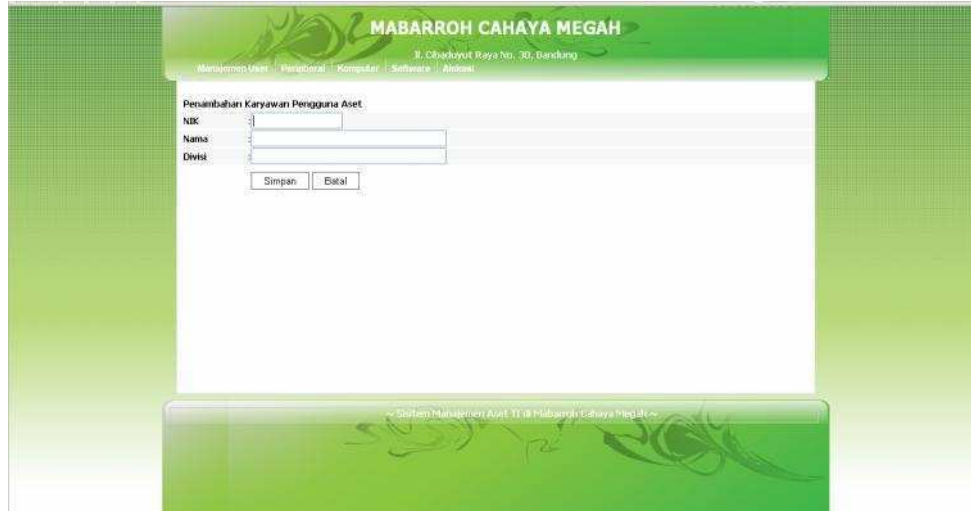 MABARROH CAHAYA MEGAH
Jl. Cibaduyut Raya No. 30, Bandung
Manajemen User Peripheral Komputer Software Alokasi
Penambahan Karyawan Pengguna Aset
NIK :
Nama :
Divisi :
Simpan Batal
~ Sistem Manajemen Aset TI di Mabarroh Cahaya Megah ~